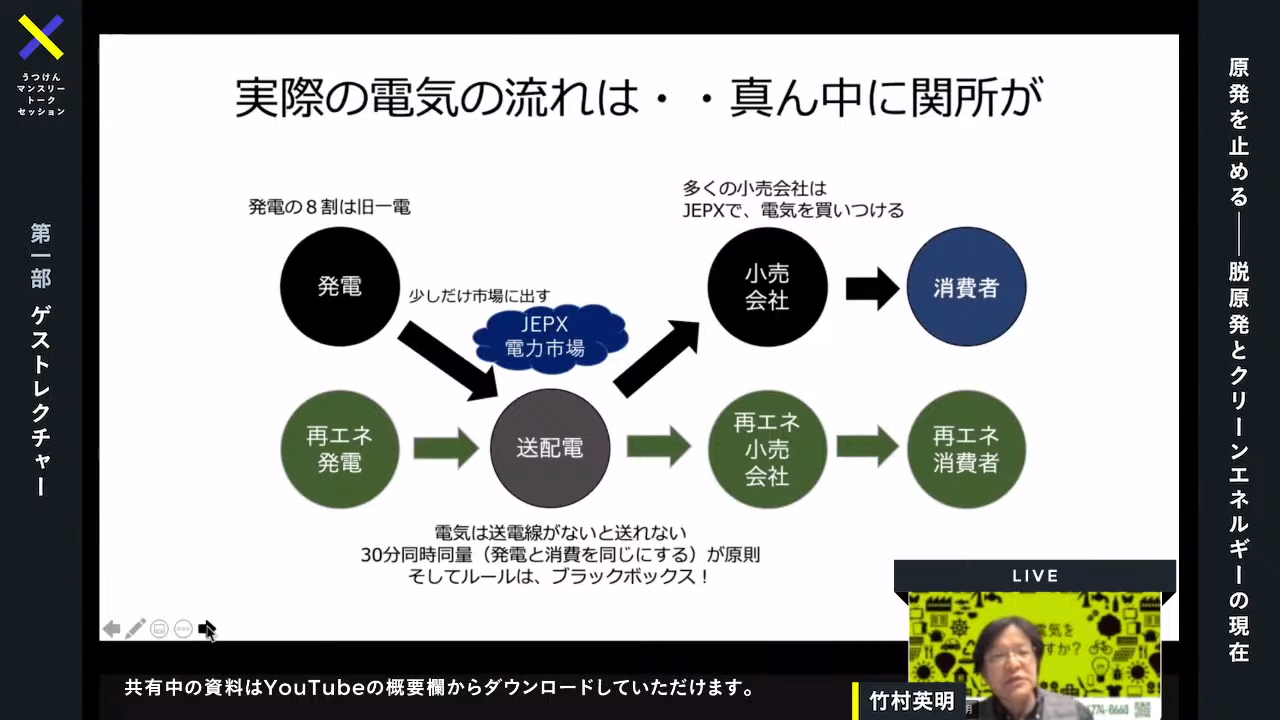 うつけん
マンスリー
トーク
セッション
第一部 ゲストレクチャー
実際の電気の流れは・・真ん中に関所が
発電の８割は旧一電
多くの小売会社は
JEPXで、電気を買いつける
発電
少しだけ市場に出す
JEPX
電力市場
小売
会社
消費者
再エネ
発電
送配電
再エネ
小売
会社
再エネ
消費者
電気は送電線がないと送れない
30分同時同量（発電と消費を同じにする）が原則
そしてルールは、ブラックボックス！
原発を止める――脱原発とクリーンエネルギーの現在
LIVE
電気を
すか？
竹村英明
共有中の資料はYouTubeの概要欄からダウンロードしていただけます。